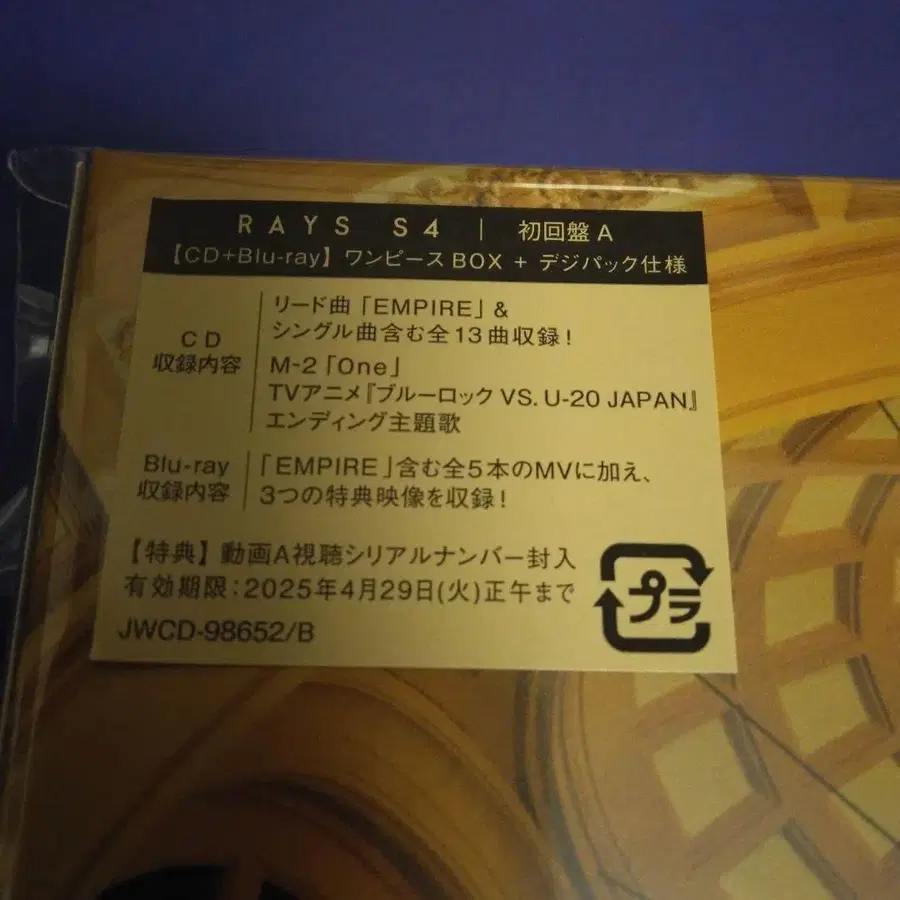 RAYS S4 | 初回盤A
【CD+Blu-ray】ワンピースBOX + デジパック仕様
CD
収録内容
リード曲「EMPIRE」&
シングル曲含む全13曲収録!
M-2「One」
TVアニメ『ブルーロック VS. U-20 JAPAN』
エンディング主題歌
Blu-ray
収録内容
「EMPIRE」含む全5本のMVに加え、
3つの特典映像を収録!
【特典】動画A視聴シリアルナンバー封入
有効期限:2025年4月29日(火)正午まで
JWCD-98652/B
プラ